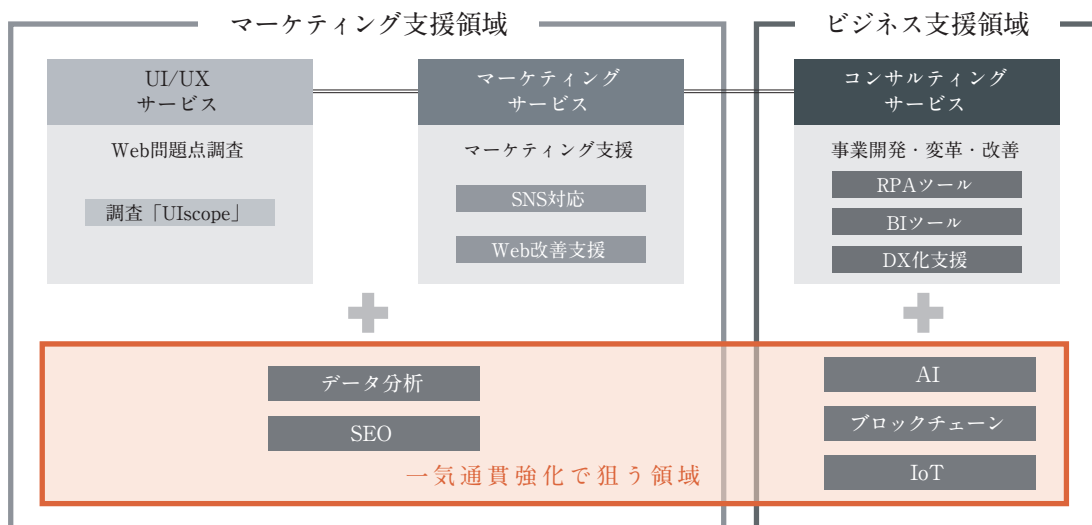 マーケティング支援領域
ビジネス支援領域
UI/UX
サービス
マーケティング
サービス
コンサルティング
サービス
Web問題点調査
調査「UIscope」
マーケティング支援
SNS対応
Web改善支援
事業開発・変革・改善
RPAツール
BIツール
DX化支援
データ分析
SEO
AI
ブロックチェーン
IoT
一気通貫強化で狙う領域